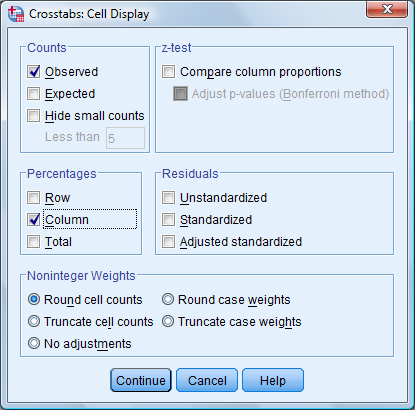 Crosstabs: Cell Display
Counts
Observed
Expected
Hide small counts
Less than 5
z-test
Compare column proportions
Adjust p-values (Bonferroni method)
Percentages
Row
Column
Total
Residuals
Unstandardized
Standardized
Adjusted standardized
Noninteger Weights
Round cell counts Round case weights
Truncate cell counts Truncate case weights
No adjustments
Continue Cancel Help